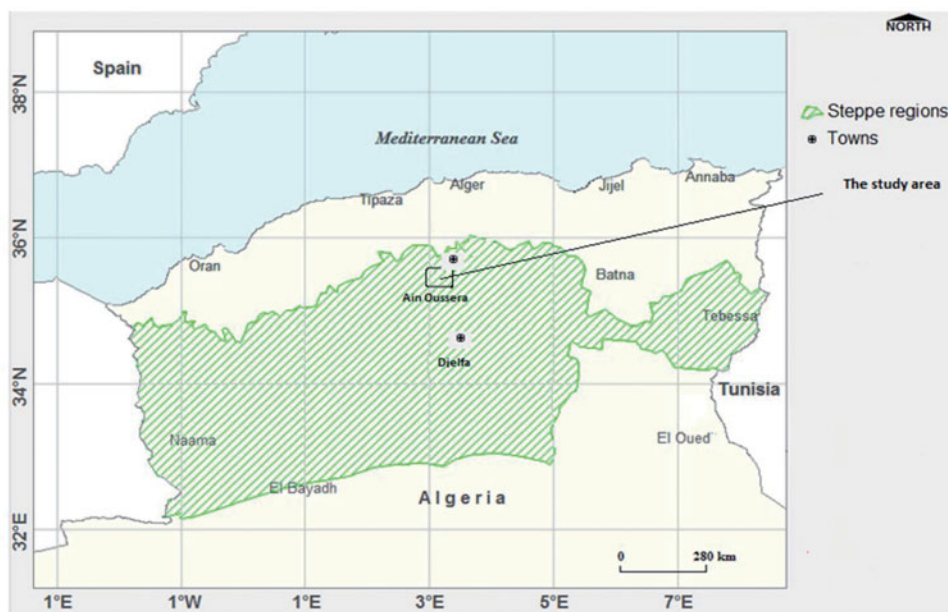 NORTH
Spain
38°N
Steppe regions
Towns
Mediterranean Sea
The study area
Tipaza
Alger
Jijel
Annaba
36°N
Oran
Batna
Ain Oussera
Tebessa
Djelfa
34°N
Tunisia
Naama
El Oued
El Bayadh
Algeria
32°E
0 280 km
1°E 1°W 1°E 3°E 5°E 7°E